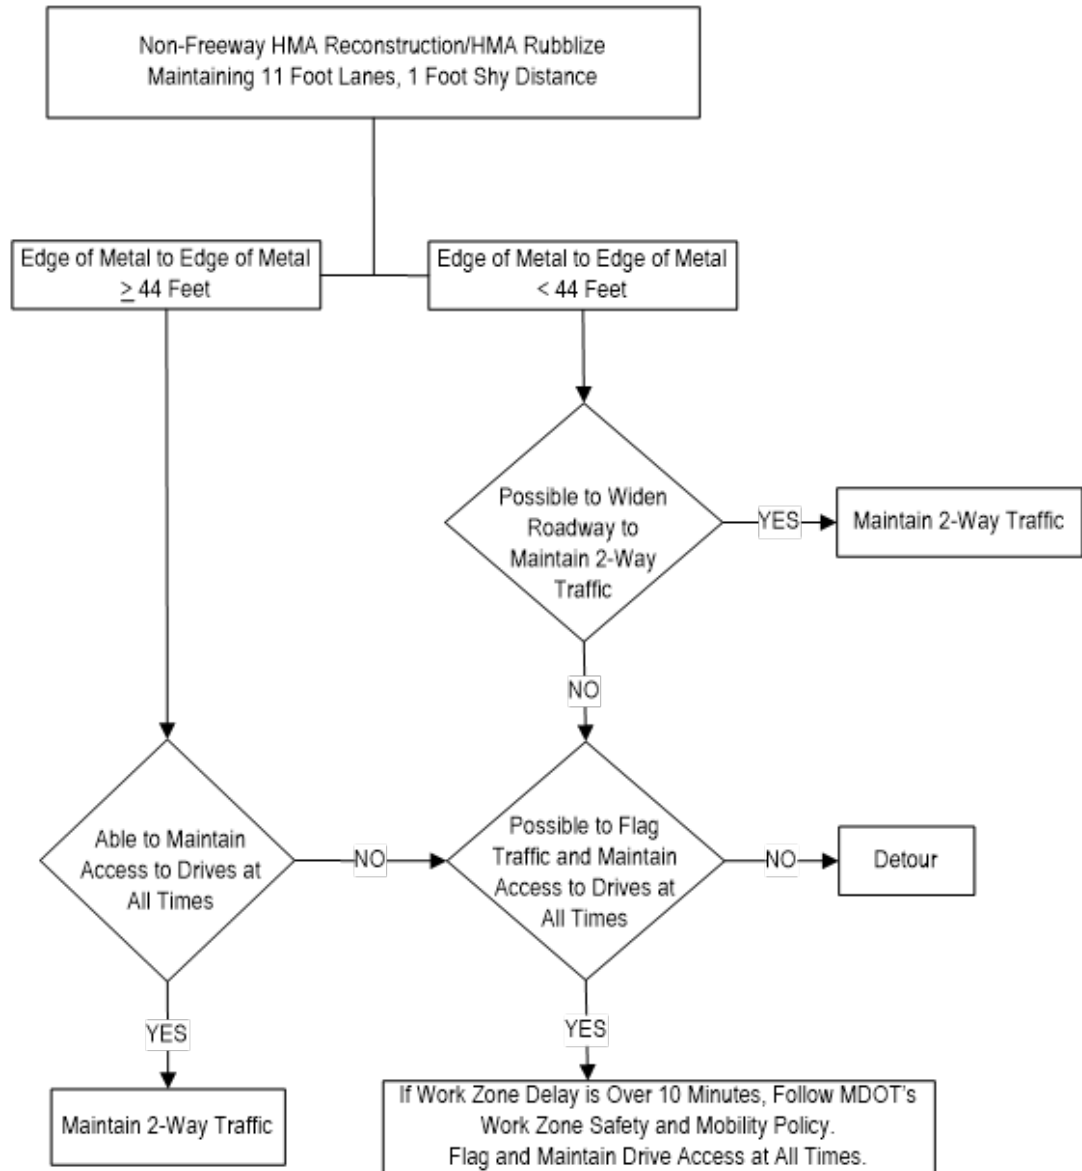 Non-Freeway HMA Reconstruction/HMA Rubblize
Maintaining 11 Foot Lanes, 1 Foot Shy Distance
Edge of Metal to Edge of Metal
≥ 44 Feet
Edge of Metal to Edge of Metal
< 44 Feet
Possible to Widen
Roadway to
Maintain 2-Way
Traffic
YES
Maintain 2-Way Traffic
NO
Able to Maintain
Access to Drives at
All Times
NO
Possible to Flag
Traffic and Maintain
Access to Drives at
All Times
NO
Detour
YES
Maintain 2-Way Traffic
YES
If Work Zone Delay is Over 10 Minutes, Follow MDOT's
Work Zone Safety and Mobility Policy.
Flag and Maintain Drive Access at All Times.